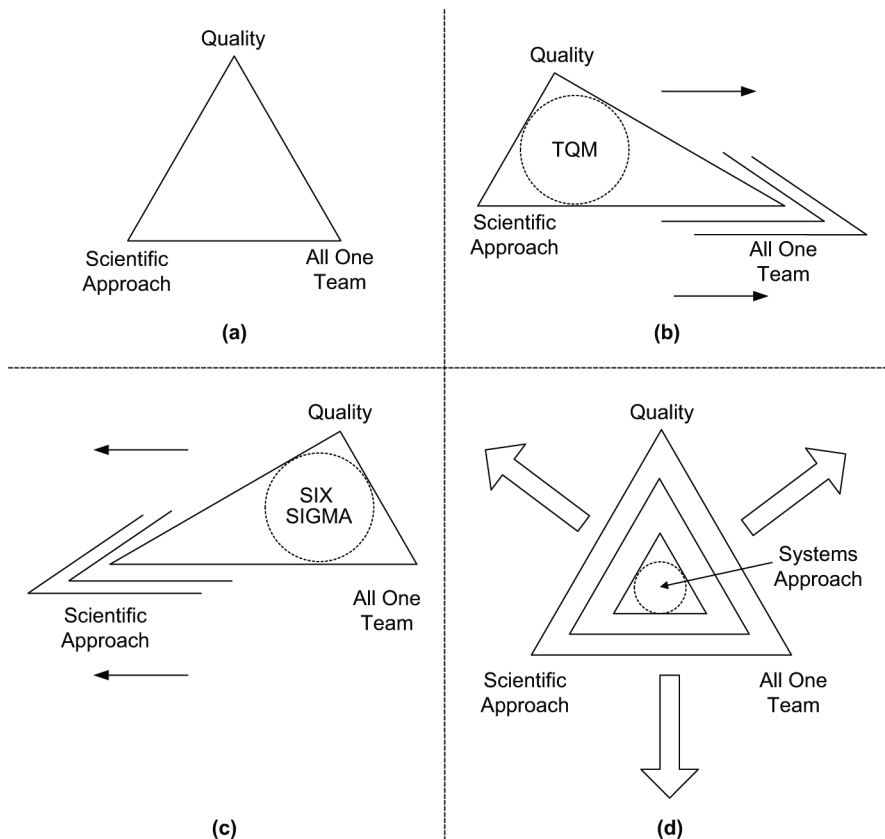 Quality
Scientific
Approach
All One
Team
(a)
Quality
TQM
Scientific
Approach
All One
Team
(b)
Quality
SIX
SIGMA
Scientific
Approach
All One
Team
(c)
Quality
Systems
Approach
Scientific
Approach
All One
Team
(d)